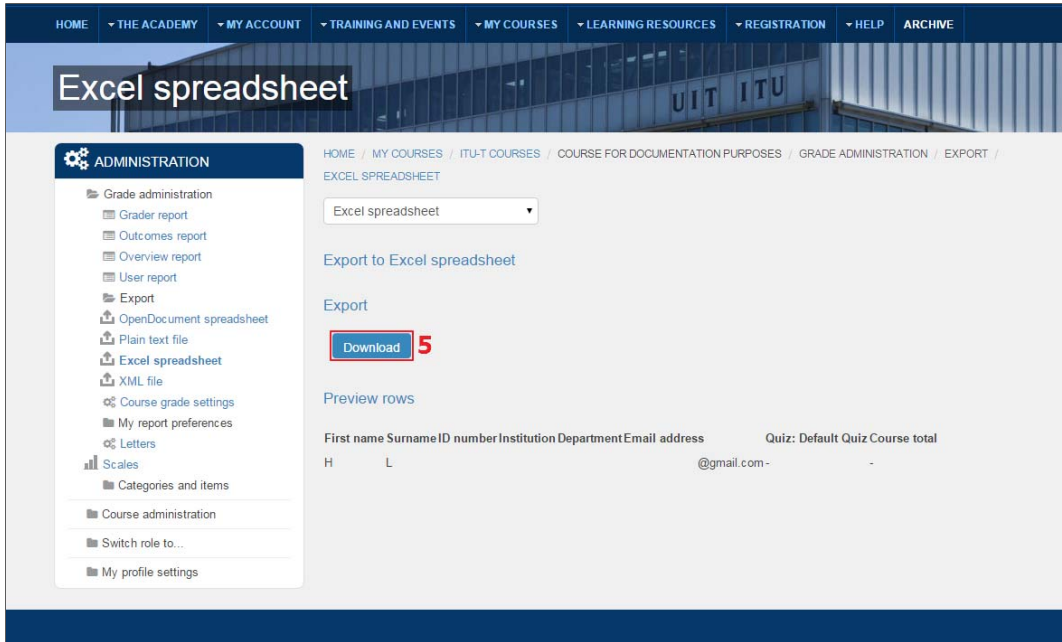 HOME THE ACADEMY MY ACCOUNT TRAINING AND EVENTS MY COURSES LEARNING RESOURCES REGISTRATION HELP ARCHIVE
Excel spreadsheet
UIT ITU
ADMINISTRATION
Grade administration
Grader report
Outcomes report
Overview report
User report
Export
OpenDocument spreadsheet
Plain text file
Excel spreadsheet
XML file
Course grade settings
My report preferences
Letters
Scales
Categories and items
Course administration
Switch role to...
My profile settings
HOME / MY COURSES / ITU-T COURSES / COURSE FOR DOCUMENTATION PURPOSES / GRADE ADMINISTRATION / EXPORT /
EXCEL SPREADSHEET
Excel spreadsheet
Export to Excel spreadsheet
Export
Download 5
Preview rows
First name Surname ID number Institution Department Email address Quiz: Default Quiz Course total
H L @gmail.com - -